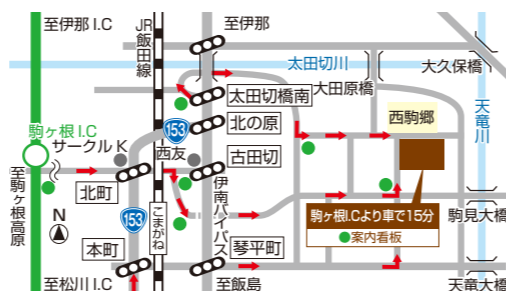 至伊那I.C
JR飯田線
至伊那
太田切川
大田原橋
大久保橋
天竜川
太田切橋南
駒ヶ根I.C
サークルK
153
北の原
西駒郷
西友
古田切
北町
至駒ヶ根高原
N
153
こまがね
伊南バイパス
駒ヶ根I.Cより車で15分
●案内看板
駒見大橋
本町
琴平町
至松川I.C
至飯島
天竜大橋